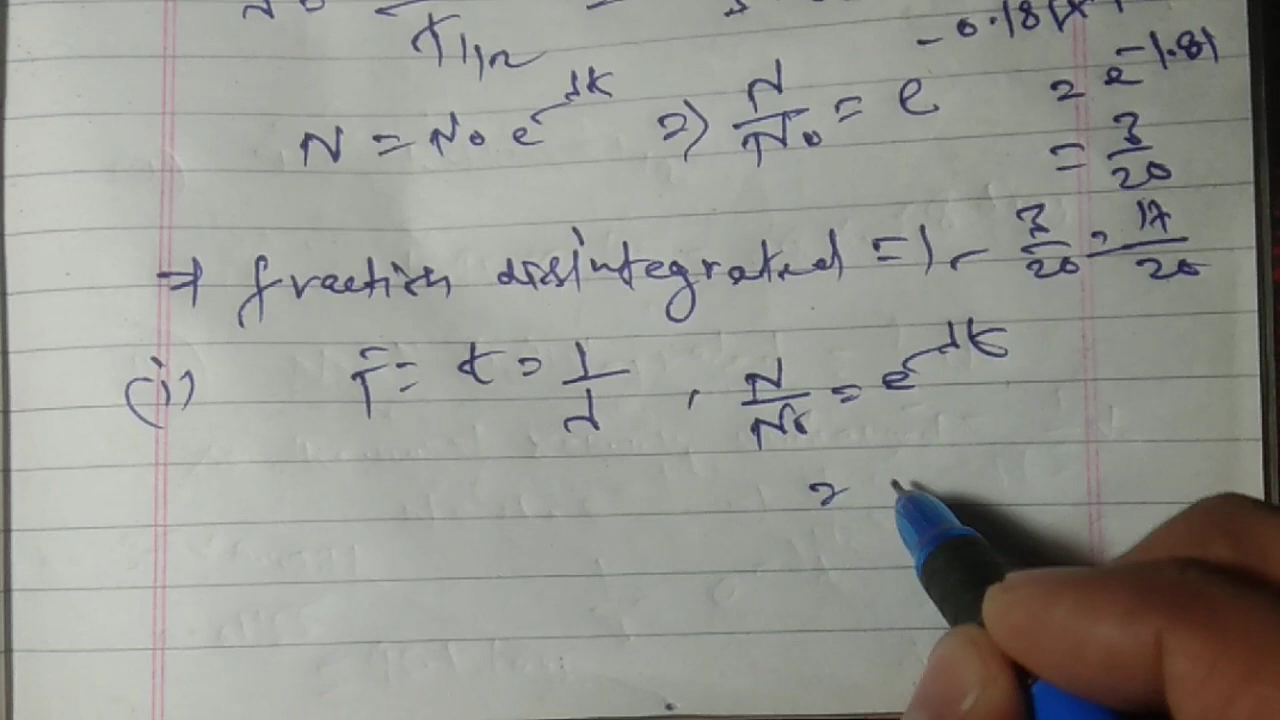 T1/2
N = N₀ e^-λt ⇒ N/N₀ = e^-0.181× = e^-1.81
= 3/20
⇒ fraction disintegrated = 1 - 3/20 = 17/20
T̄ = t = 1/λ , N/N₀ = e^-λt
=